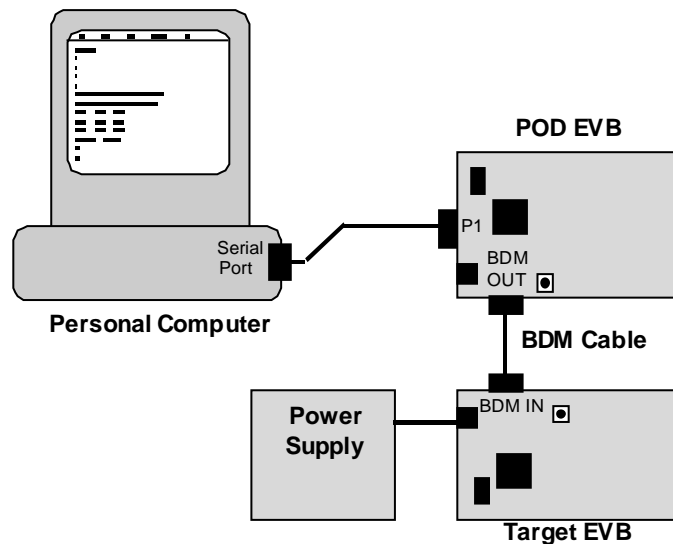 POD EVB
P1
Serial
Port
BDM
OUT
Personal Computer
BDM Cable
BDM IN
Power
Supply
Target EVB